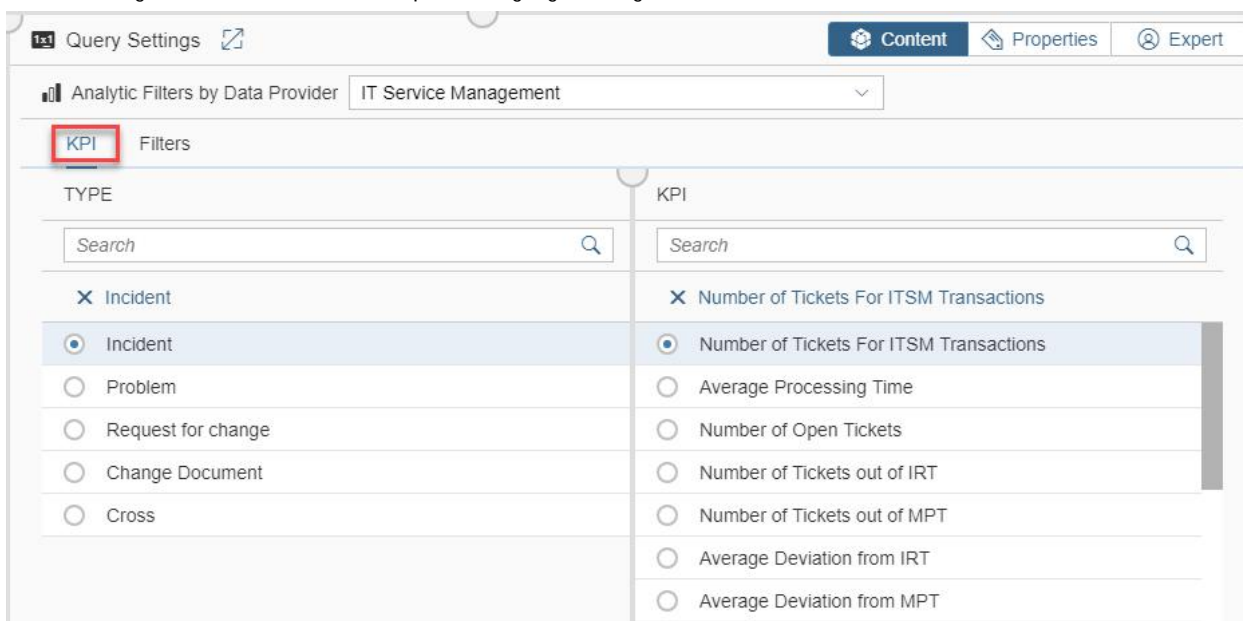 1x1 Query Settings Content Properties Expert
Analytic Filters by Data Provider IT Service Management
KPI Filters
TYPE KPI
Search Search
Incident Number of Tickets For ITSM Transactions
Incident Number of Tickets For ITSM Transactions
Problem Average Processing Time
Request for change Number of Open Tickets
Change Document Number of Tickets out of IRT
Cross Number of Tickets out of MPT
Average Deviation from IRT
Average Deviation from MPT